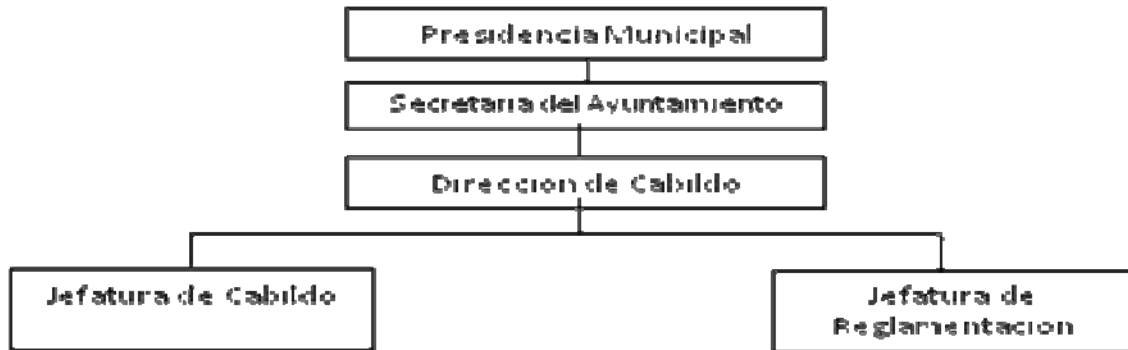 Presidencia Municipal
Secretaria del Ayuntamiento
Direccion de Cabildo
Jefatura de Cabildo
Jefatura de
Reglamentacion